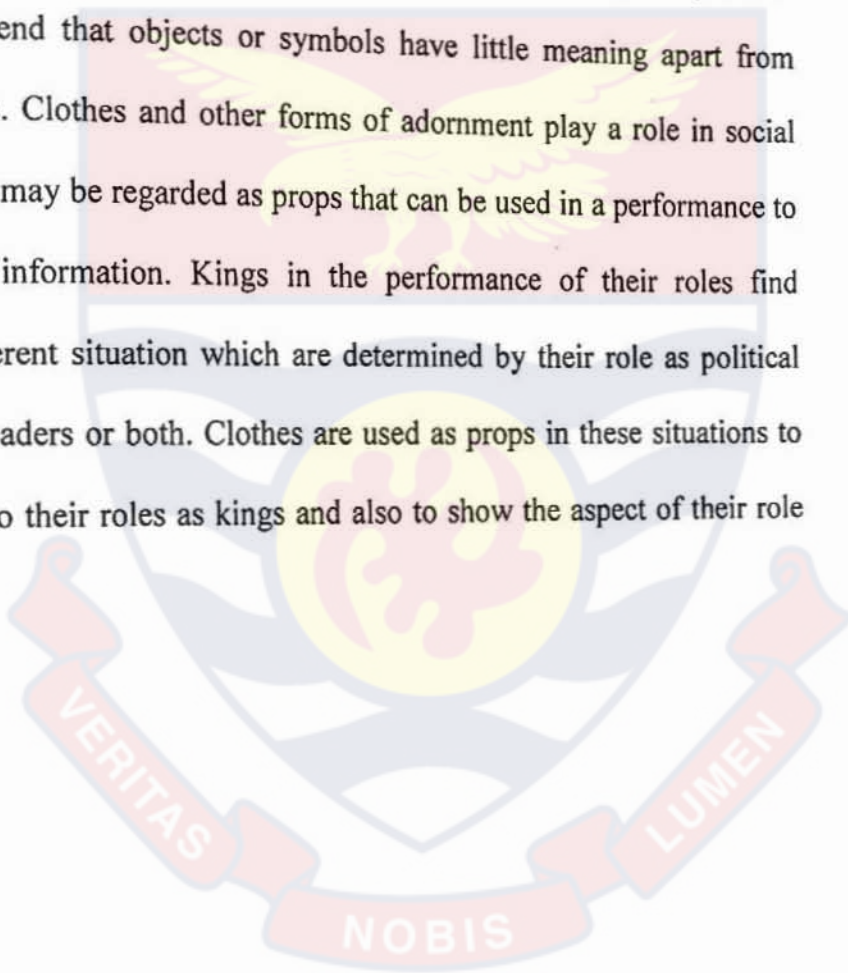 end that objects or symbols have little meaning apart from
. Clothes and other forms of adornment play a role in social
may be regarded as props that can be used in a performance to
information. Kings in the performance of their roles find
erent situation which are determined by their role as political
aders or both. Clothes are used as props in these situations to
o their roles as kings and also to show the aspect of their role
VERITAS
NOBIS
LUMEN